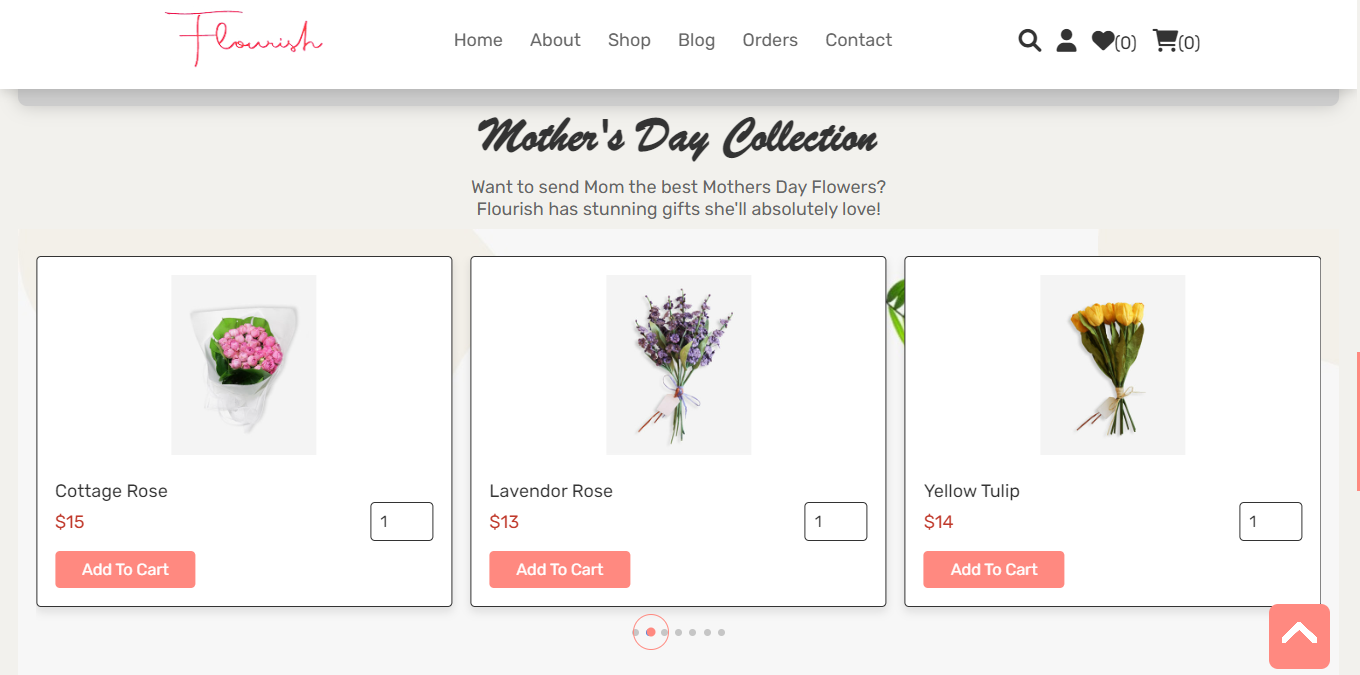 Flourish
Home About Shop Blog Orders Contact
(0) (0)
Mother's Day Collection
Want to send Mom the best Mothers Day Flowers?
Flourish has stunning gifts she'll absolutely love!
Cottage Rose
$15
1
Add To Cart
Lavendor Rose
$13
1
Add To Cart
Yellow Tulip
$14
1
Add To Cart